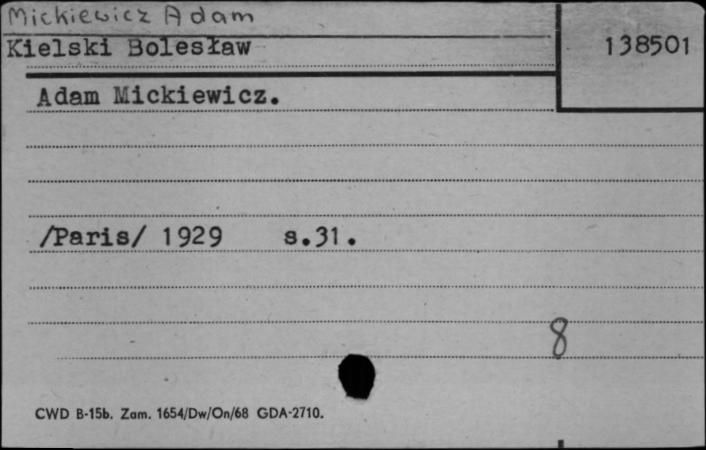 Mickiewicz Adam
Kielski Bolesław
138501
Adam Mickiewicz.
/Paris/ 1929 s.31.
8
CWD B-15b. Zam. 1654/Dw/On/68 GDA-2710.